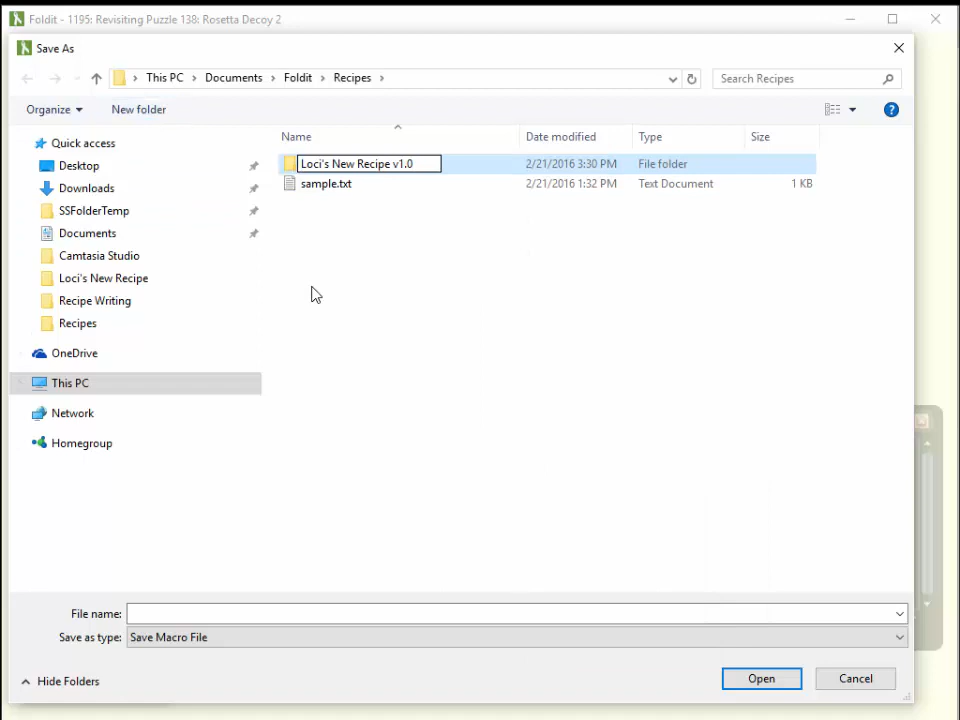 Foldit - 1195: Revisiting Puzzle 138: Rosetta Decoy 2
Save As
This PC > Documents > Foldit > Recipes >
Search Recipes
Organize
New folder
?
Name
Date modified
Type
Size
Quick access
Desktop
Downloads
SSFolderTemp
Documents
Camtasia Studio
Loci's New Recipe
Recipe Writing
Recipes
OneDrive
This PC
Network
Homegroup
Loci's New Recipe v1.0 2/21/2016 3:30 PM File folder
sample.txt 2/21/2016 1:32 PM Text Document 1 KB
File name:
Save as type: Save Macro File
Hide Folders
Open
Cancel